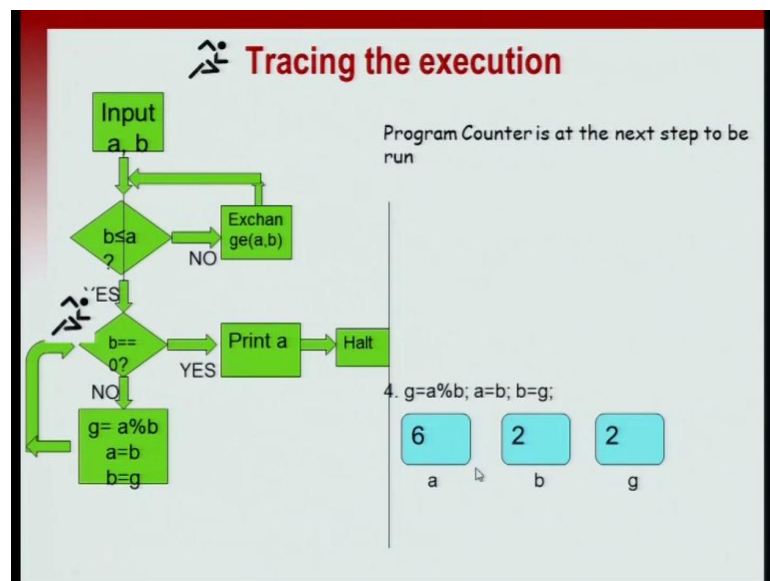 Tracing the execution
Input
a, b
Program Counter is at the next step to be
run
b≤a
?
Exchan
ge(a,b)
NO
YES
b==
0?
Print a
Halt
YES
NO
g= a%b
a=b
b=g
4. g=a%b; a=b; b=g;
6
2
2
a
b
g